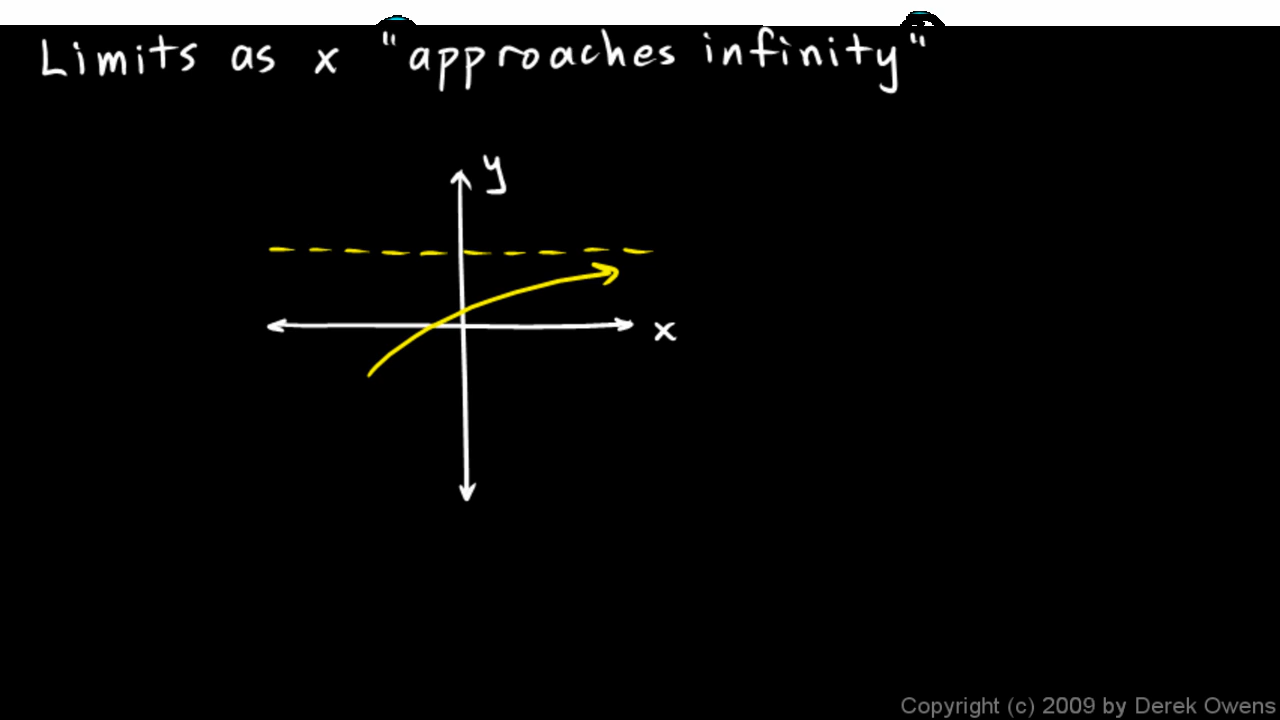 Limits as x "approaches infinity"
y
x
Copyright (c) 2009 by Derek Owens